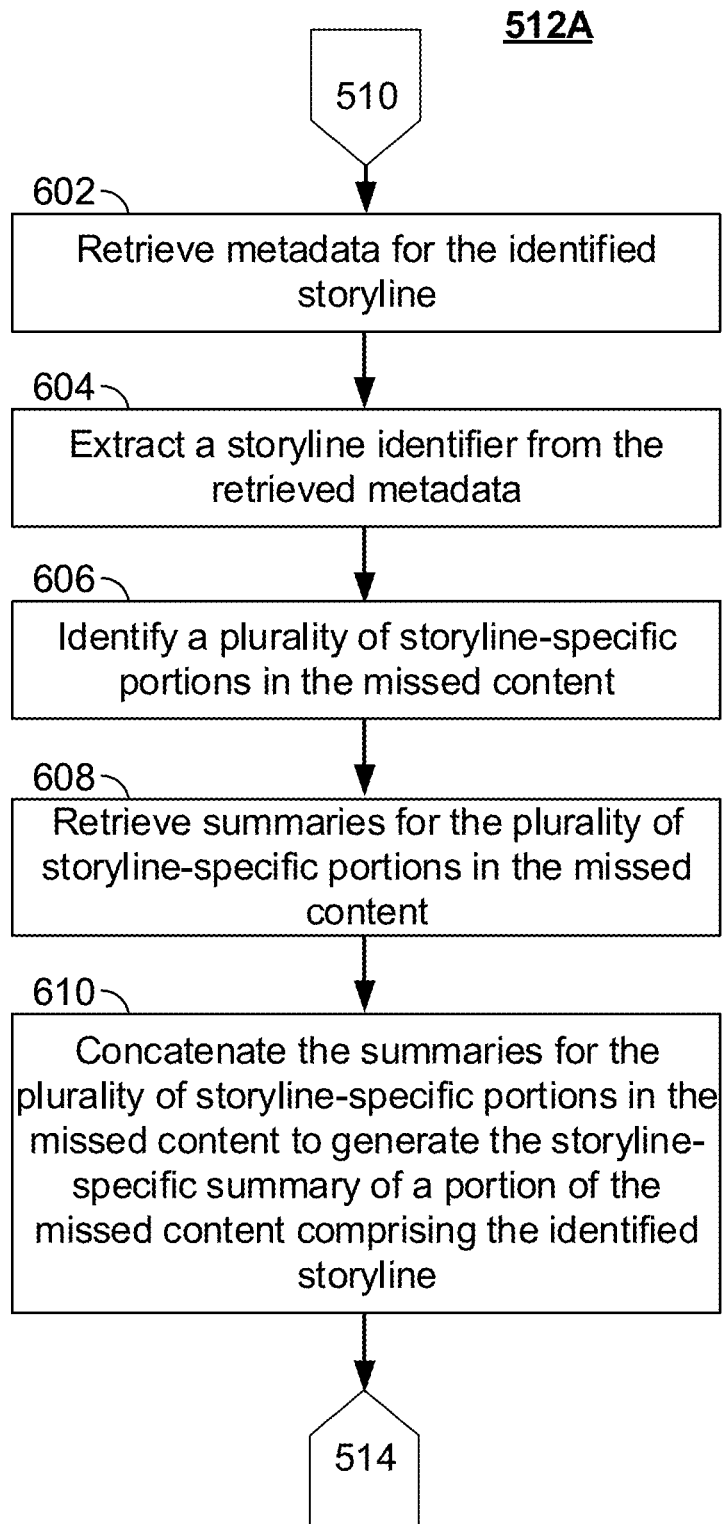 512A
510
602
Retrieve metadata for the identified
storyline
604
Extract a storyline identifier from the
retrieved metadata
606
Identify a plurality of storyline-specific
portions in the missed content
608
Retrieve summaries for the plurality of
storyline-specific portions in the missed
content
610
Concatenate the summaries for the
plurality of storyline-specific portions in the
missed content to generate the storyline-
specific summary of a portion of the
missed content comprising the identified
storyline
514